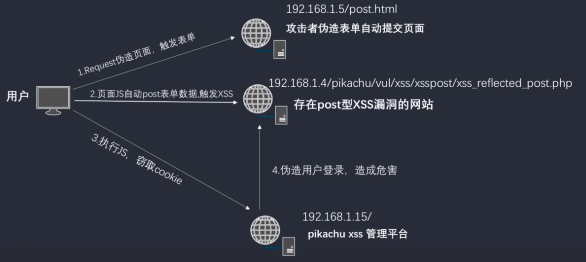 192.168.1.5/post.html
攻击者伪造表单自动提交页面
1.Request伪造页面，触发表单
192.168.1.4/pikachu/vul/xss/xsspost/xss_reflected_post.php
用户
2.页面JS自动post表单数据,触发XSS
存在post型XSS漏洞的网站
3.执行JS，窃取cookie
4.伪造用户登录，造成危害
192.168.1.15/
pikachu xss 管理平台